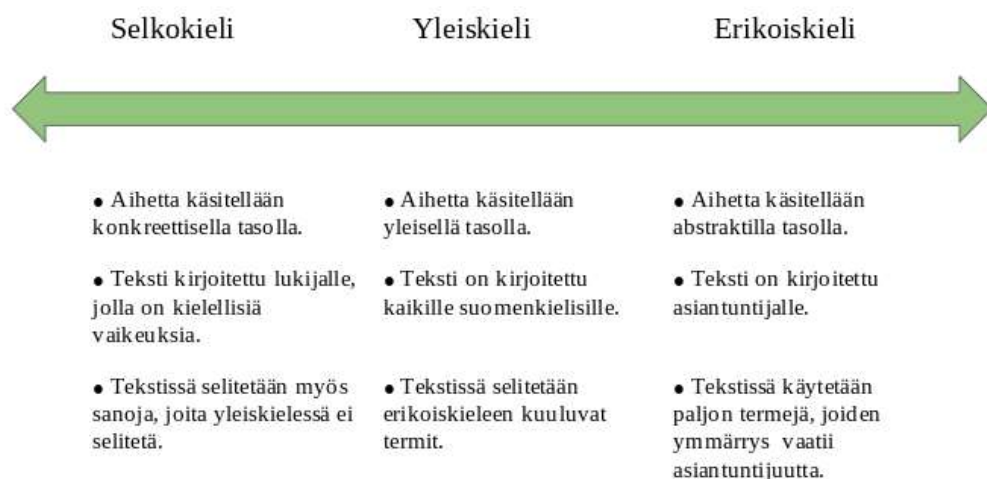 Selkokieli
Yleiskieli
Erikoiskieli
● Aihetta käsitellään
konkreettisella tasolla.
● Teksti kirjoitettu lukijalle,
jolla on kielellisiä
vaikeuksia.
● Tekstissä selitetään myös
sanoja, joita yleiskielessä ei
selitetä.
● Aihetta käsitellään
yleisellä tasolla.
● Teksti on kirjoitettu
kaikille suomenkielisille.
● Tekstissä selitetään
erikoiskieleen kuuluvat
termit.
● Aihetta käsitellään
abstraktilla tasolla.
● Teksti on kirjoitettu
asiantuntijalle.
● Tekstissä käytetään
paljon termejä, joiden
ymmärrys vaatii
asiantuntijuutta.